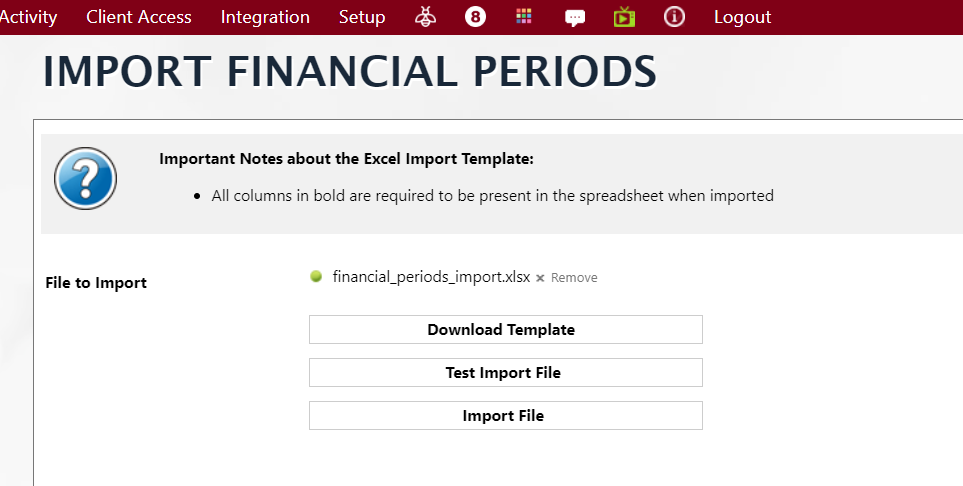 Activity Client Access Integration Setup 8 Logout
IMPORT FINANCIAL PERIODS
Important Notes about the Excel Import Template:
• All columns in bold are required to be present in the spreadsheet when imported
File to Import financial_periods_import.xlsx × Remove
Download Template
Test Import File
Import File